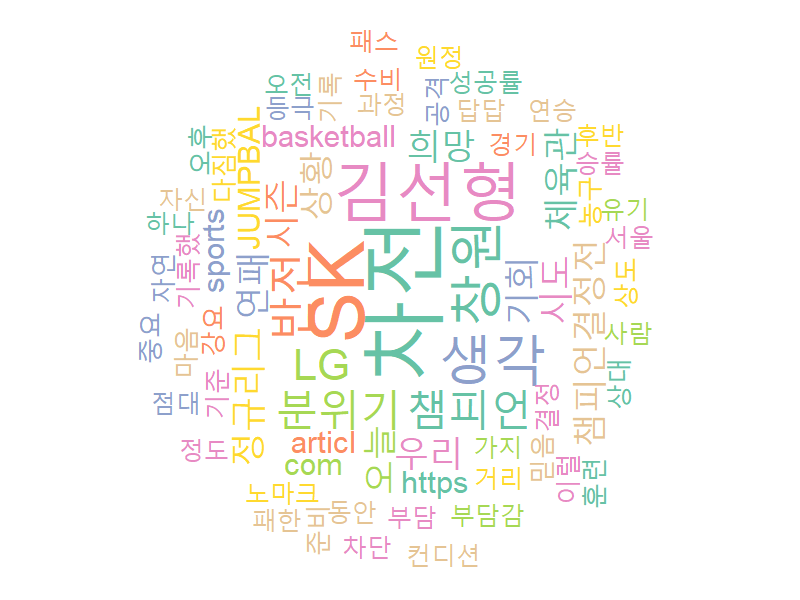 패스
원정
오전
기록
수비
과정
공격
성공률
답답
연승
basketball
희망
경기
체육관
후반
승률
농구
유기
서울
오후
다짐했
JUMPBAL
시즌
상황
김선형
자신
하나
sports
기록했
자연
연패
반전
SK
차전
창원
기회
시도
챔피언결정전
상도
사람
상대
중요
마음
강요
정규리그
LG
생각
점
대
기준
분위기
챔피언
결정
articl
com
오늘
우리
https
가지
거리
믿음
이럴
훈련
정도
노마크
패한
준비
동안
부담
부담감
차단
컨디션